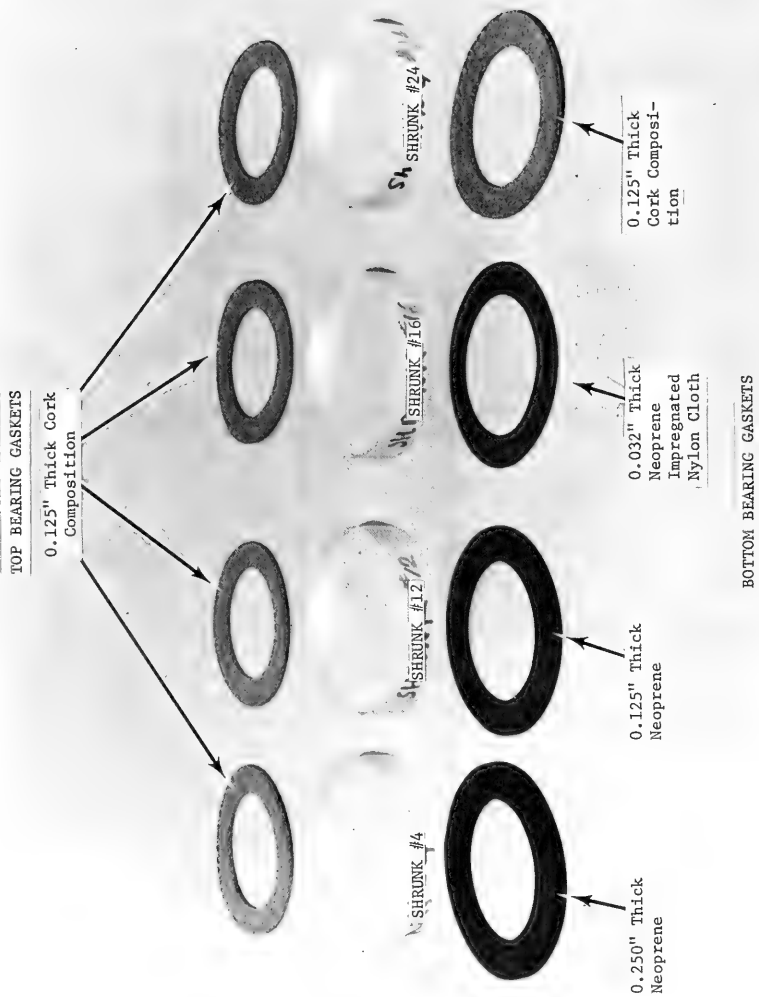 TOP BEARING GASKETS
0.125" Thick Cork
Composition
SHRUNK #4
SHRUNK #12
SHRUNK #16
SHRUNK #24
0.250" Thick
Neoprene
0.125" Thick
Neoprene
0.032" Thick
Neoprene
Impregnated
Nylon Cloth
0.125" Thick
Cork Composi-
tion
BOTTOM BEARING GASKETS